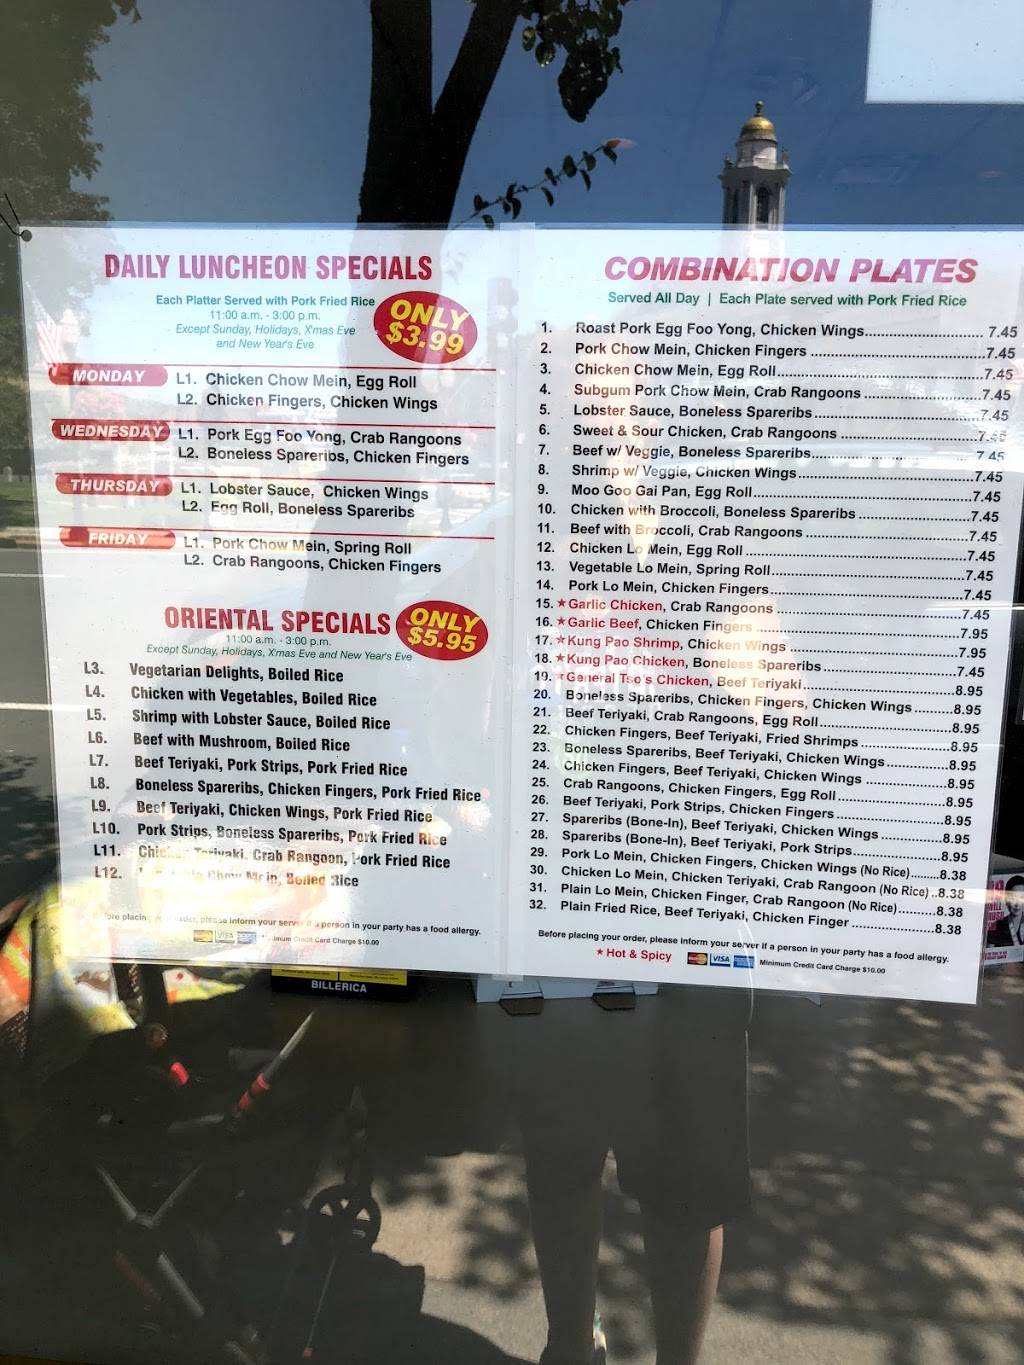 DAILY LUNCHEON SPECIALS
Each Platter Served with Pork Fried Rice
11:00 a.m. - 3:00 p.m.
Except Sunday, Holidays, X'mas Eve
and New Year's Eve
ONLY
$3.99
MONDAY
L1. Chicken Chow Mein, Egg Roll
L2. Chicken Fingers, Chicken Wings
WEDNESDAY
L1. Pork Egg Foo Yong, Crab Rangoons
L2. Boneless Spareribs, Chicken Fingers
THURSDAY
L1. Lobster Sauce, Chicken Wings
L2. Egg Roll, Boneless Spareribs
FRIDAY
L1. Pork Chow Mein, Spring Roll
L2. Crab Rangoons, Chicken Fingers
ORIENTAL SPECIALS
ONLY
$5.95
11:00 a.m. - 3:00 p.m.
Except Sunday, Holidays, X'mas Eve and New Year's Eve
L3. Vegetarian Delights, Boiled Rice
L4. Chicken with Vegetables, Boiled Rice
L5. Shrimp with Lobster Sauce, Boiled Rice
L6. Beef with Mushroom, Boiled Rice
L7. Beef Teriyaki, Pork Strips, Pork Fried Rice
L8. Boneless Spareribs, Chicken Fingers, Pork Fried Rice
L9. Beef Teriyaki, Chicken Wings, Pork Fried Rice
L10. Pork Strips, Boneless Spareribs, Pork Fried Rice
L11. Chicken Teriyaki, Crab Rangoon, Pork Fried Rice
L12. Chow Mein, Boiled Rice
Before placing your order, please inform your server if a person in your party has a food allergy.
VISA
Minimum Credit Card Charge $10.00
COMBINATION PLATES
Served All Day | Each Plate served with Pork Fried Rice
1. Roast Pork Egg Foo Yong, Chicken Wings 7.45
2. Pork Chow Mein, Chicken Fingers 7.45
3. Chicken Chow Mein, Egg Roll 7.45
4. Subgum Pork Chow Mein, Crab Rangoons 7.45
5. Lobster Sauce, Boneless Spareribs 7.45
6. Sweet & Sour Chicken, Crab Rangoons 7.45
7. Beef w/ Veggie, Boneless Spareribs 7.45
8. Shrimp w/ Veggie, Chicken Wings 7.45
9. Moo Goo Gai Pan, Egg Roll 7.45
10. Chicken with Broccoli, Boneless Spareribs 7.45
11. Beef with Broccoli, Crab Rangoons 7.45
12. Chicken Lo Mein, Egg Roll 7.45
13. Vegetable Lo Mein, Spring Roll 7.45
14. Pork Lo Mein, Chicken Fingers 7.45
15. ★Garlic Chicken, Crab Rangoons 7.45
16. ★Garlic Beef, Chicken Fingers 7.95
17. ★Kung Pao Shrimp, Chicken Wings 7.95
18. ★Kung Pao Chicken, Boneless Spareribs 7.45
19. ★General Tso's Chicken, Beef Teriyaki 8.95
20. Boneless Spareribs, Chicken Fingers, Chicken Wings 8.95
21. Beef Teriyaki, Crab Rangoons, Egg Roll 8.95
22. Chicken Fingers, Beef Teriyaki, Fried Shrimps 8.95
23. Boneless Spareribs, Beef Teriyaki, Chicken Wings 8.95
24. Chicken Fingers, Beef Teriyaki, Chicken Wings 8.95
25. Crab Rangoons, Chicken Fingers, Egg Roll 8.95
26. Beef Teriyaki, Pork Strips, Chicken Fingers 8.95
27. Spareribs (Bone-In), Beef Teriyaki, Chicken Wings 8.95
28. Spareribs (Bone-In), Beef Teriyaki, Pork Strips 8.95
29. Pork Lo Mein, Chicken Fingers, Chicken Wings (No Rice) 8.38
30. Chicken Lo Mein, Chicken Teriyaki, Crab Rangoon (No Rice) 8.38
31. Plain Lo Mein, Chicken Finger, Crab Rangoon (No Rice) 8.38
32. Plain Fried Rice, Beef Teriyaki, Chicken Finger 8.38
Before placing your order, please inform your server if a person in your party has a food allergy.
★ Hot & Spicy
VISA
Minimum Credit Card Charge $10.00
BILLERICA